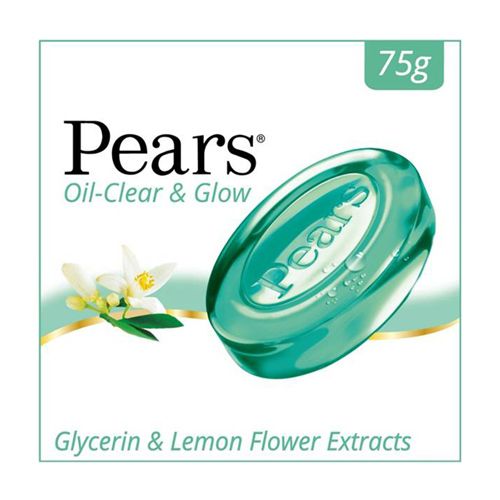 75g
Pears®
Oil-Clear & Glow
Pears
Glycerin & Lemon Flower Extracts